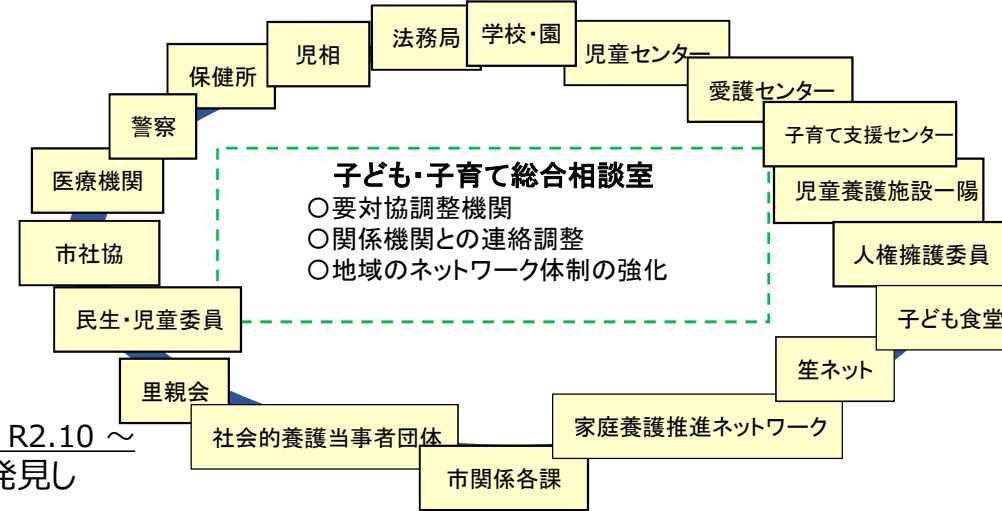 法務局
学校・園
児相
児童センター
保健所
愛護センター
警察
子育て支援センター
医療機関
児童養護施設一陽
市社協
人権擁護委員
民生・児童委員
子ども食堂
里親会
笙ネット
社会的養護当事者団体
家庭養護推進ネットワーク
市関係各課
子ども・子育て総合相談室
○要対協調整機関
○関係機関との連絡調整
○地域のネットワーク体制の強化
R2.10 ～
発見し